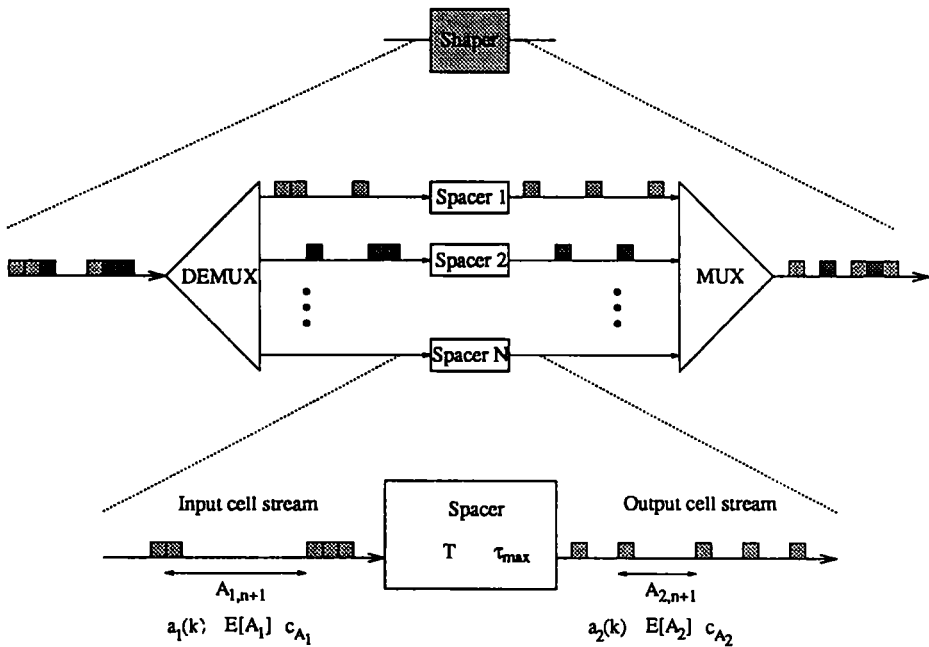 Shaper
Spacer 1
DEMUX
Spacer 2
MUX
Spacer N
Input cell stream
Spacer
Output cell stream
T τmax
A1,n+1
A2,n+1
a1(k) E[A1] cA1
a2(k) E[A2] cA2